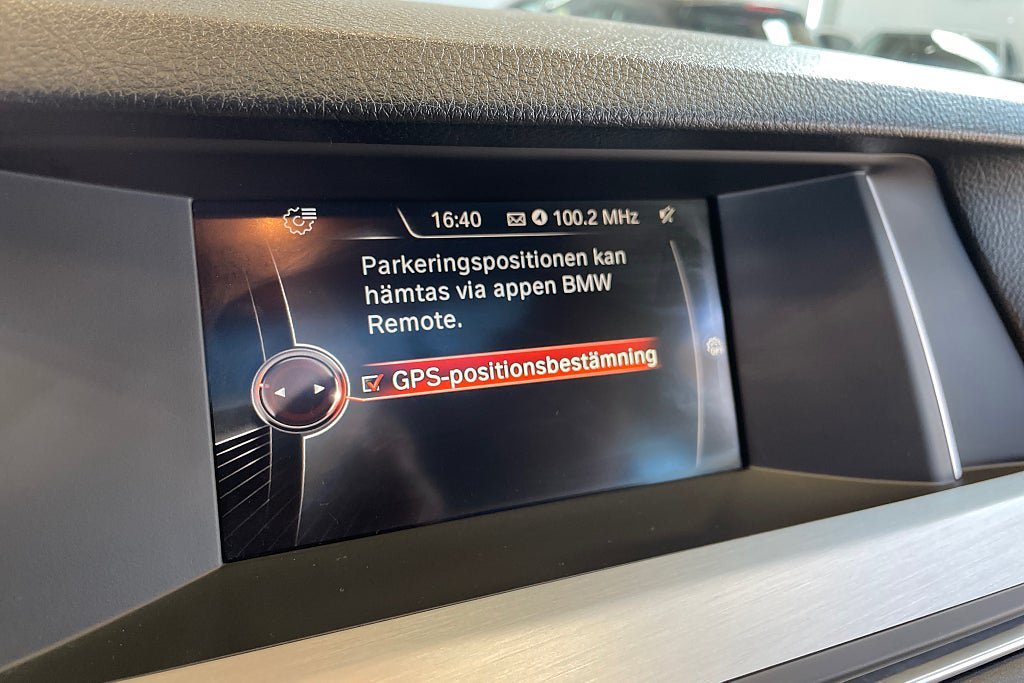 16:40 100.2 MHz
Parkeringspositionen kan
hämtas via appen BMW
Remote.
GPS-positionsbestämning